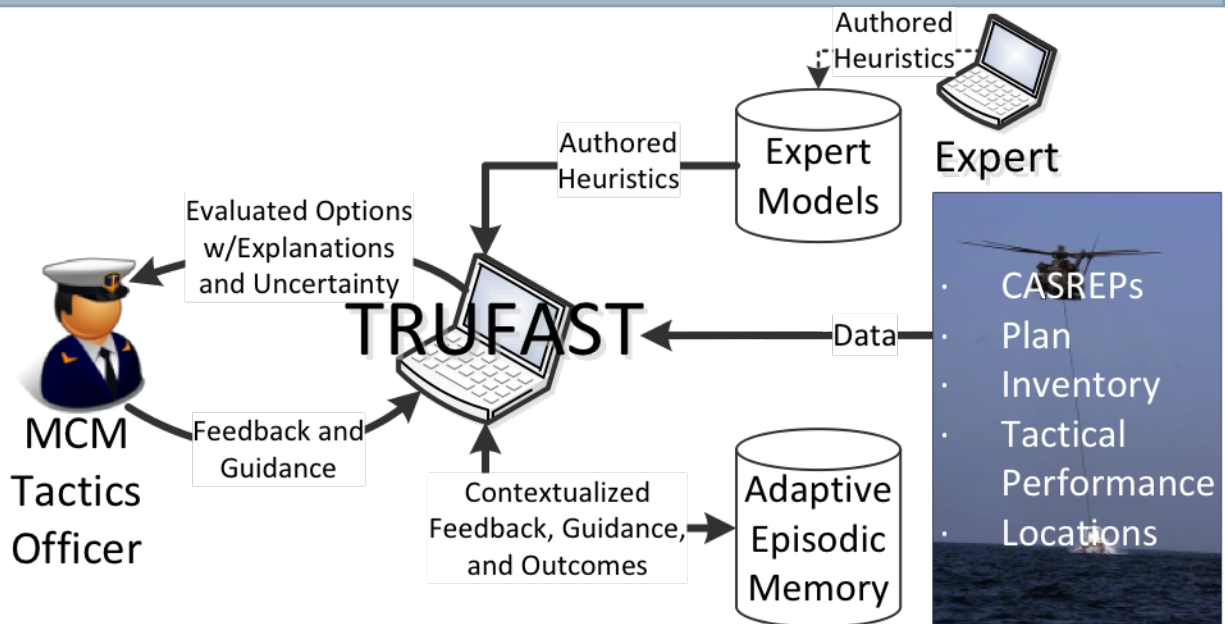 Authored
Heuristics
Expert
Expert
Models
Authored
Heuristics
Evaluated Options
w/Explanations
and Uncertainty
TRUFAST
Data
· CASREPs
· Plan
· Inventory
· Tactical
Performance
· Locations
MCM
Tactics
Officer
Feedback and
Guidance
Contextualized
Feedback, Guidance,
and Outcomes
Adaptive
Episodic
Memory